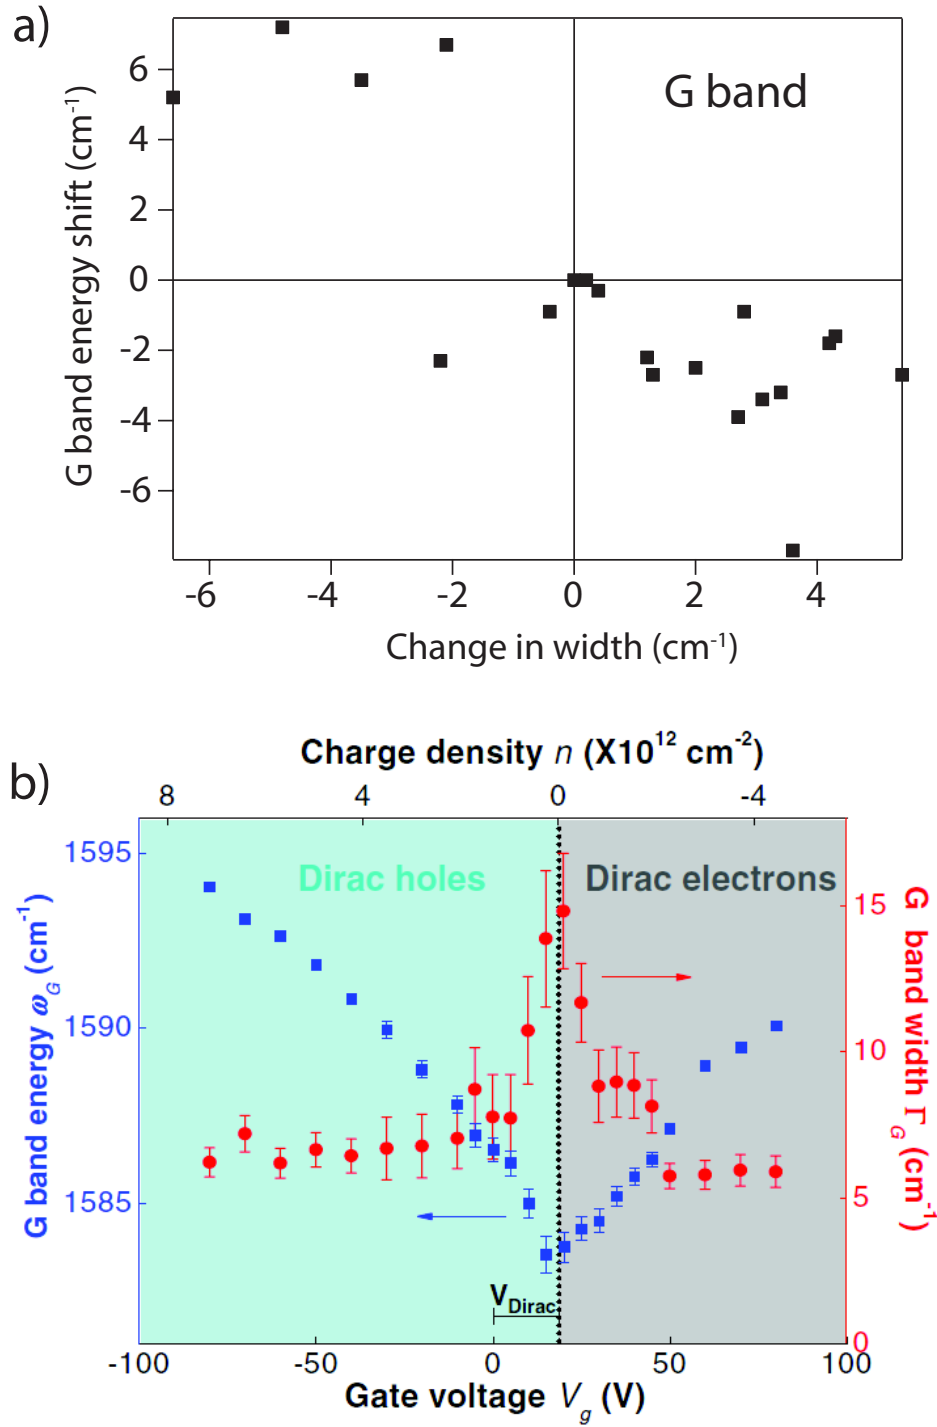 a)
G band energy shift (cm⁻¹)
6
4
2
0
-2
-4
-6
G band
-6
-4
-2
0
2
4
Change in width (cm⁻¹)
b)
Charge density n (X10¹² cm⁻²)
8
4
0
-4
G band energy ωG (cm⁻¹)
1595
1590
1585
Dirac holes
Dirac electrons
VDirac
15
10
5
0
G band width ΓG (cm⁻¹)
-100
-50
0
50
100
Gate voltage Vg (V)